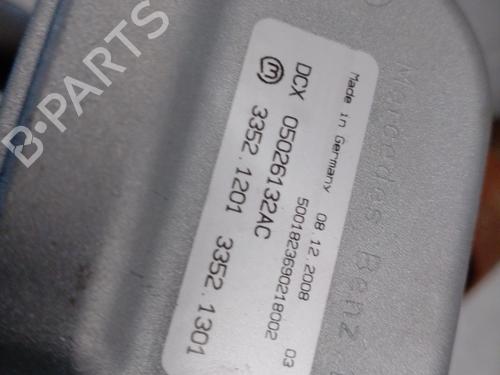 B-PARTS
Mercedes Benz
Made in Germany 08.12.2008 03
5001823690218002
DCX 05026132AC
m 3352.1201 3352.1301